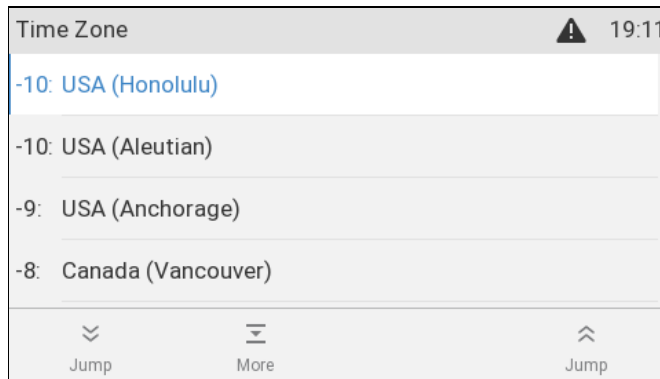 Time Zone 19:11
-10: USA (Honolulu)
-10: USA (Aleutian)
-9: USA (Anchorage)
-8: Canada (Vancouver)
Jump More Jump